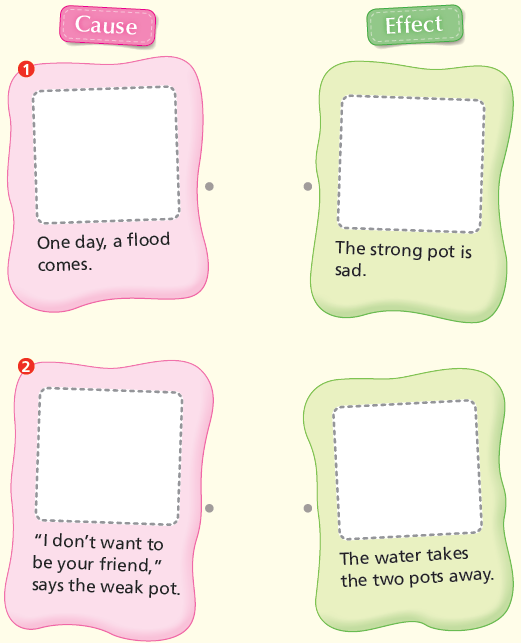 Cause
Effect
1
One day, a flood
comes.
The strong pot is
sad.
2
“I don’t want to
be your friend,”
says the weak pot.
The water takes
the two pots away.